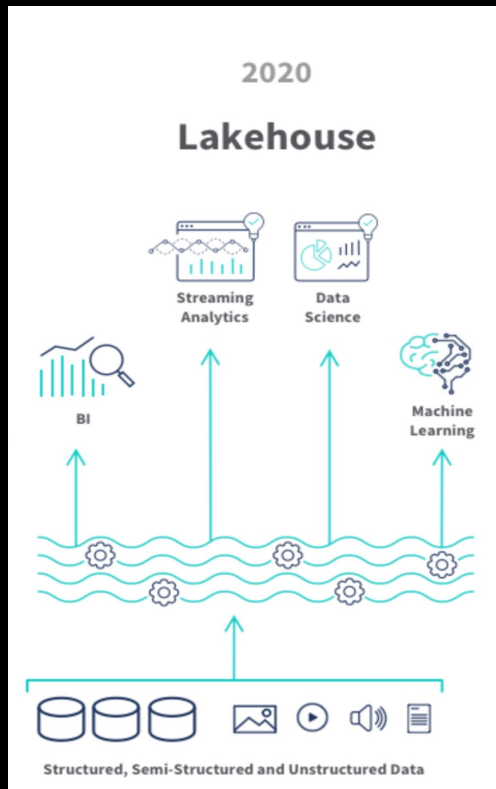 2020
Lakehouse
Streaming
Analytics
Data
Science
BI
Machine
Learning
Structured, Semi-Structured and Unstructured Data